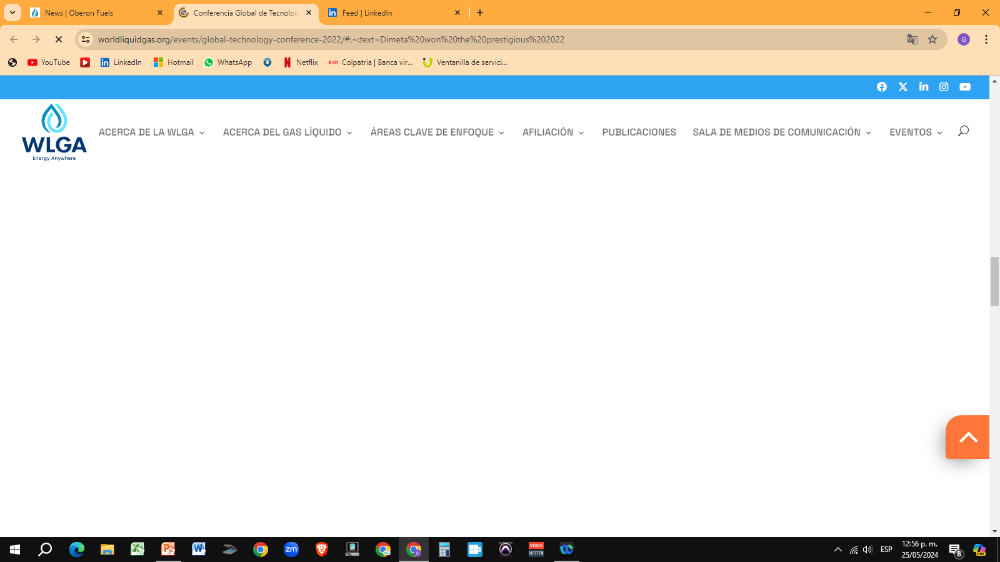 News | Oberon Fuels
Conferencia Global de Tecnolog
Feed | LinkedIn
worldliquidgas.org/events/global-technology-conference-2022/#:~:text=Dimeta%20won%20the%20prestigious%202022
G
YouTube
LinkedIn
Hotmail
WhatsApp
Netflix
Colpatria | Banca vir...
Ventanilla de servici...
WLGA
Energy Anywhere
ACERCA DE LA WLGA
ACERCA DEL GAS LÍQUIDO
ÁREAS CLAVE DE ENFOQUE
AFILIACIÓN
PUBLICACIONES
SALA DE MEDIOS DE COMUNICACIÓN
EVENTOS
zm
VOICE
MEETER
ESP
12:56 p. m.
25/05/2024
8
PRE